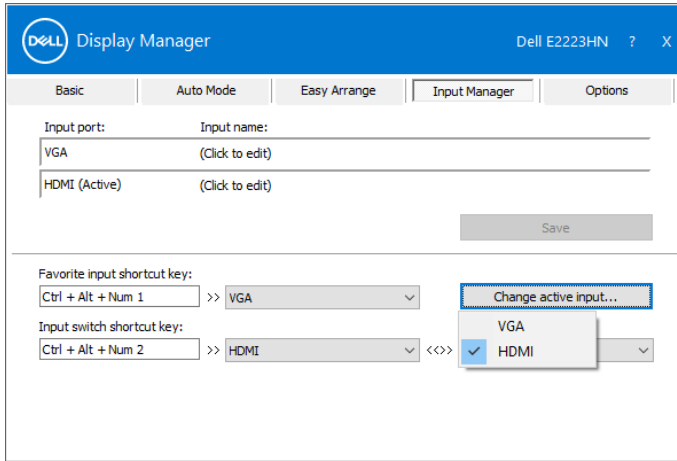 DELL Display Manager Dell E2223HN ? X
Basic Auto Mode Easy Arrange Input Manager Options
Input port: Input name:
VGA (Click to edit)
HDMI (Active) (Click to edit)
Save
Favorite input shortcut key:
Ctrl + Alt + Num 1 >> VGA Change active input...
VGA
Input switch shortcut key:
Ctrl + Alt + Num 2 >> HDMI <<>> HDMI